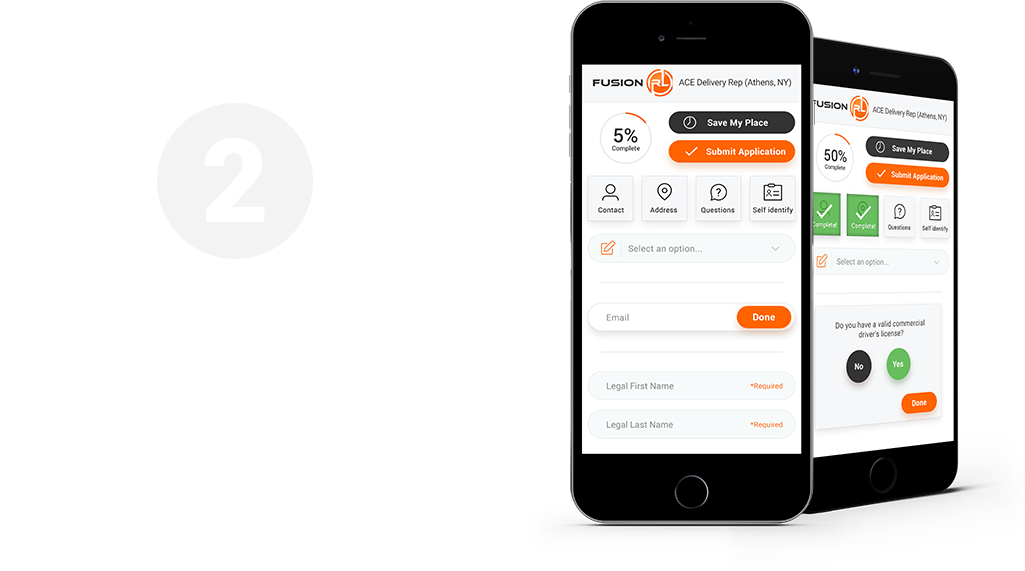 2
FUSION RL ACE Delivery Rep (Athens, NY)
5%
Complete
Save My Place
Submit Application
Contact
Address
Questions
Self identify
Select an option...
Email
Done
Legal First Name
*Required
Legal Last Name
*Required
FUSION RL ACE Delivery Rep (Athens, NY)
50%
Complete
Save My Place
Submit Application
Complete!
Complete!
Questions
Self identify
Select an option...
Do you have a valid commercial
driver's license?
No
Yes
Done